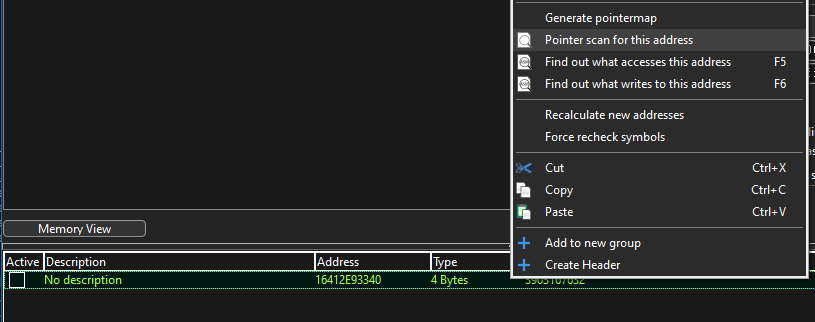 Generate pointermap
Pointer scan for this address
Find out what accesses this address F5
Find out what writes to this address F6
Recalculate new addresses
Force recheck symbols
Cut Ctrl+X
Copy Ctrl+C
Paste Ctrl+V
Memory View
Add to new group
Active Description Address Type
Create Header
No description 16412E93340 4 Bytes